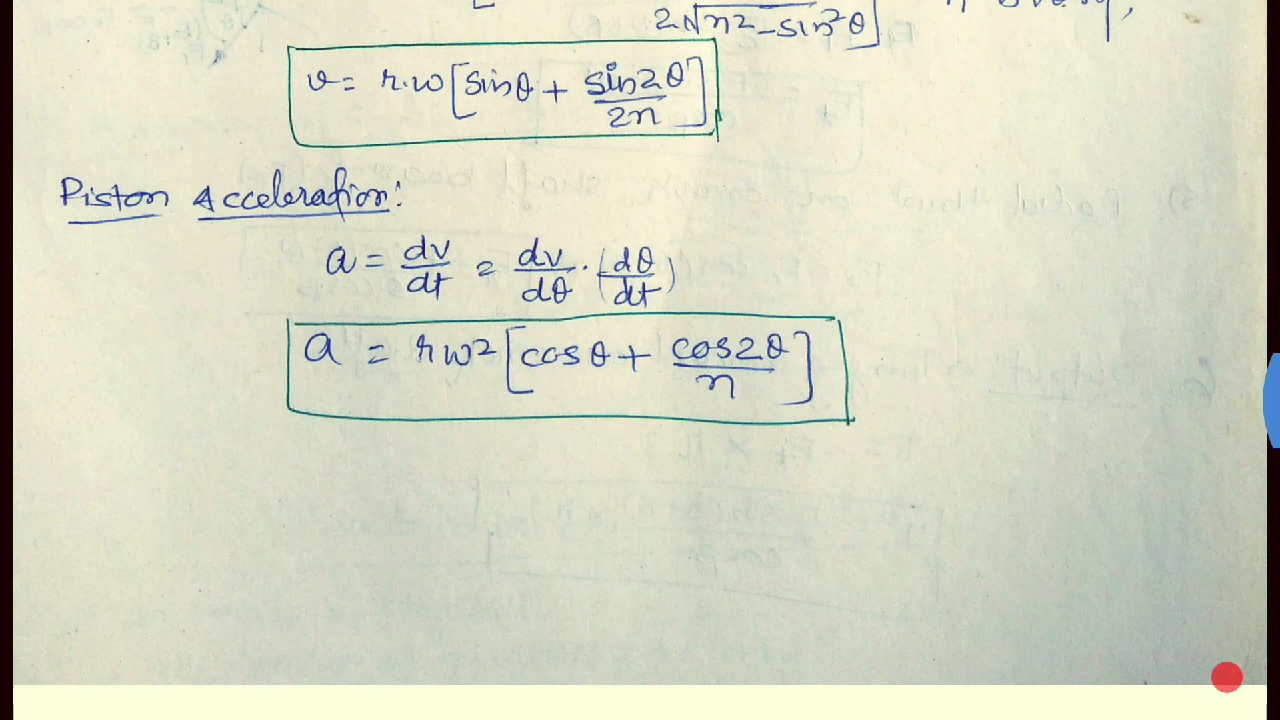 2√n2-sin²θ]
v = r.ω [sinθ + sin2θ/2n]
Piston Acceleration:
a = dv/dt = dv/dθ . (dθ/dt)
a = rω² [cosθ + cos2θ/n]